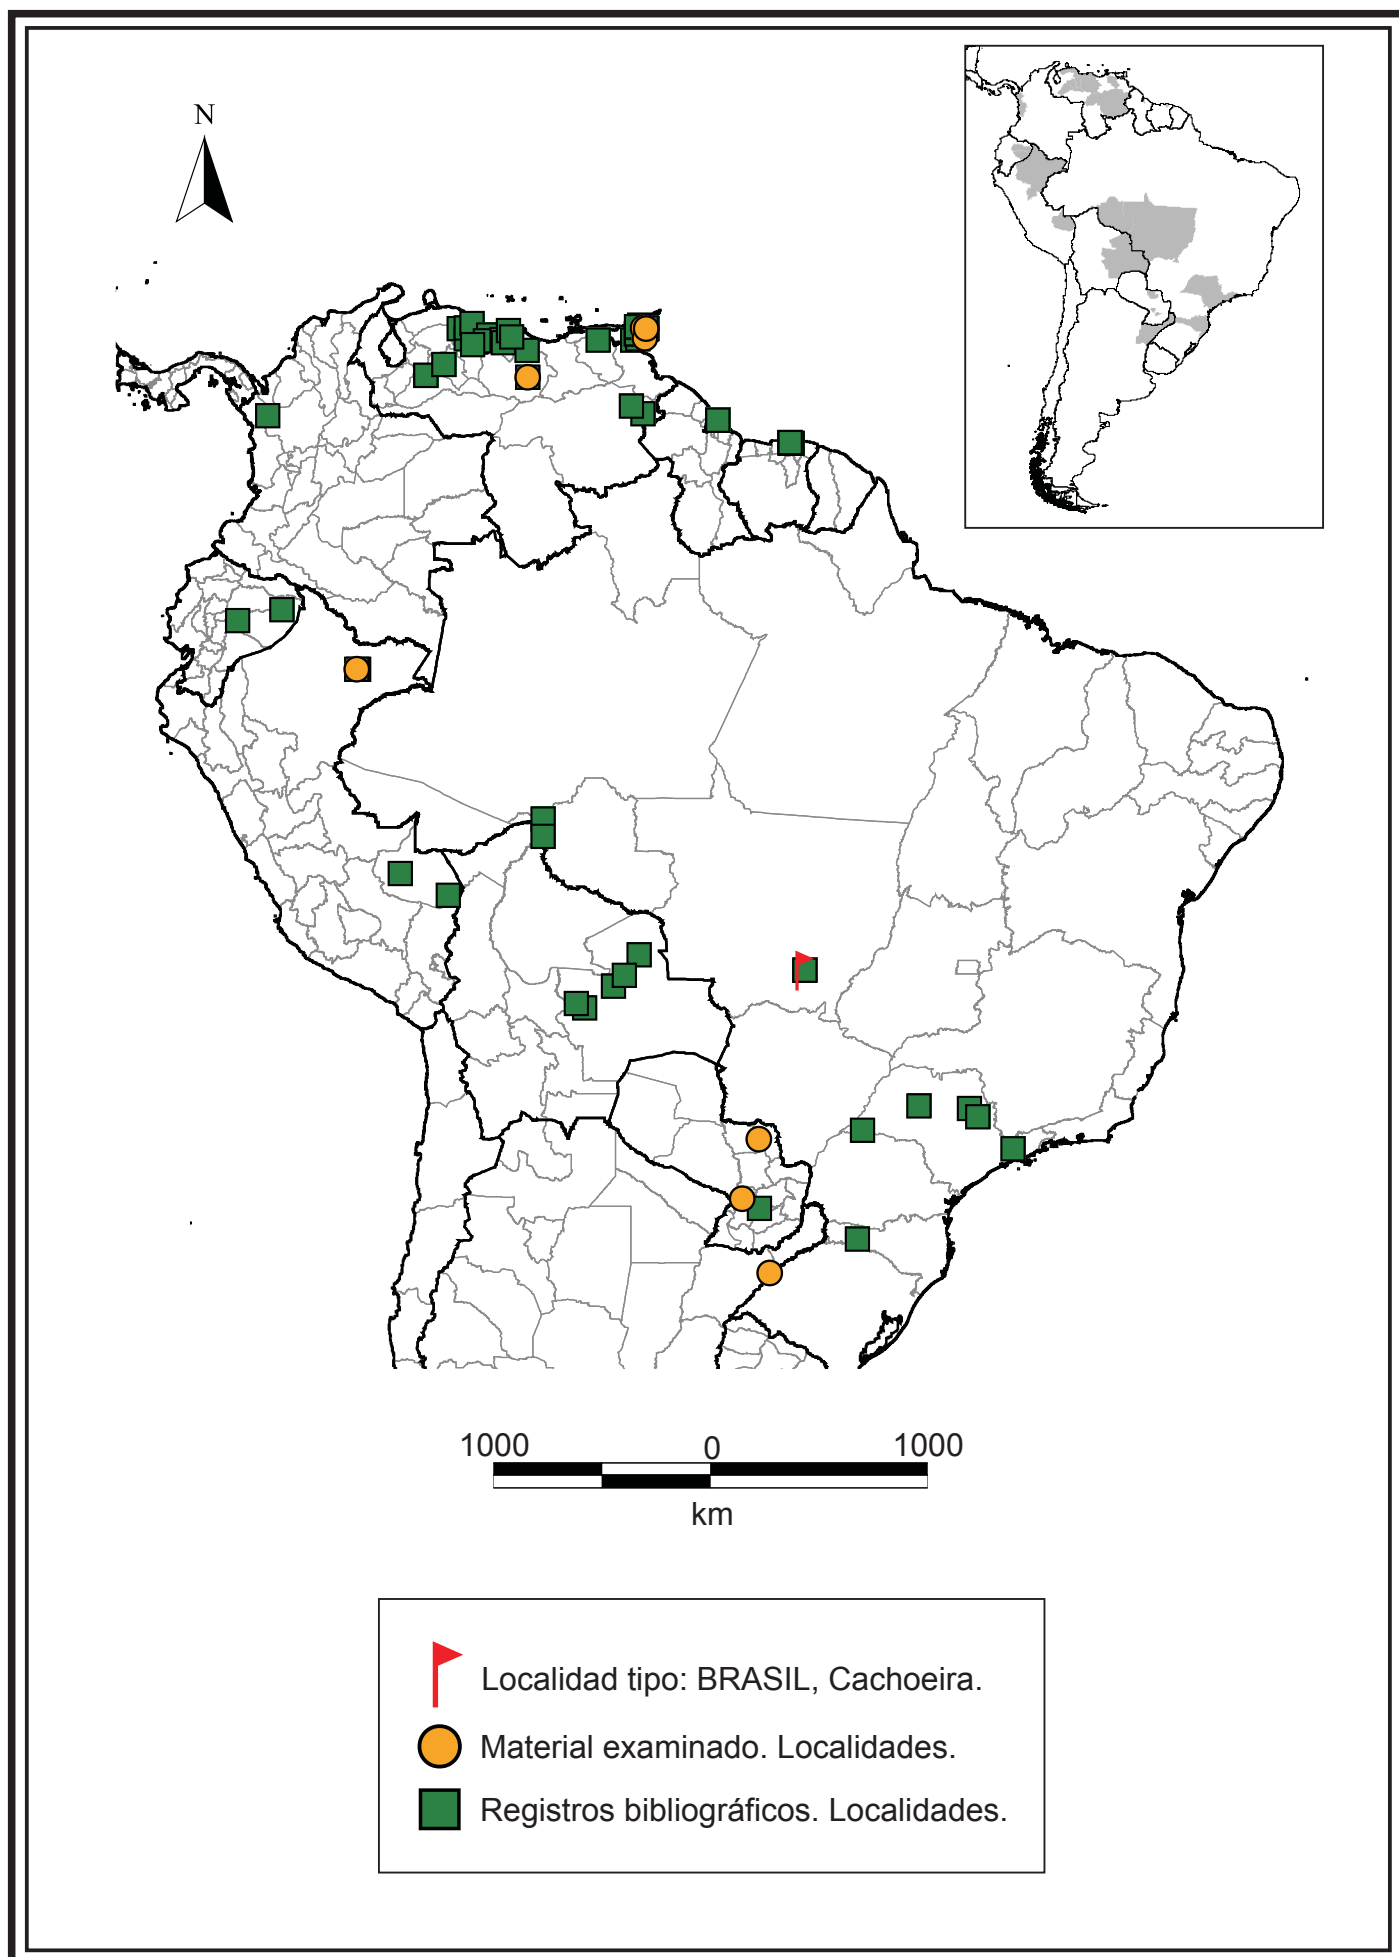 N
1000 0 1000
km
Localidad tipo: BRASIL, Cachoeira.
Material examinado. Localidades.
Registros bibliográficos. Localidades.